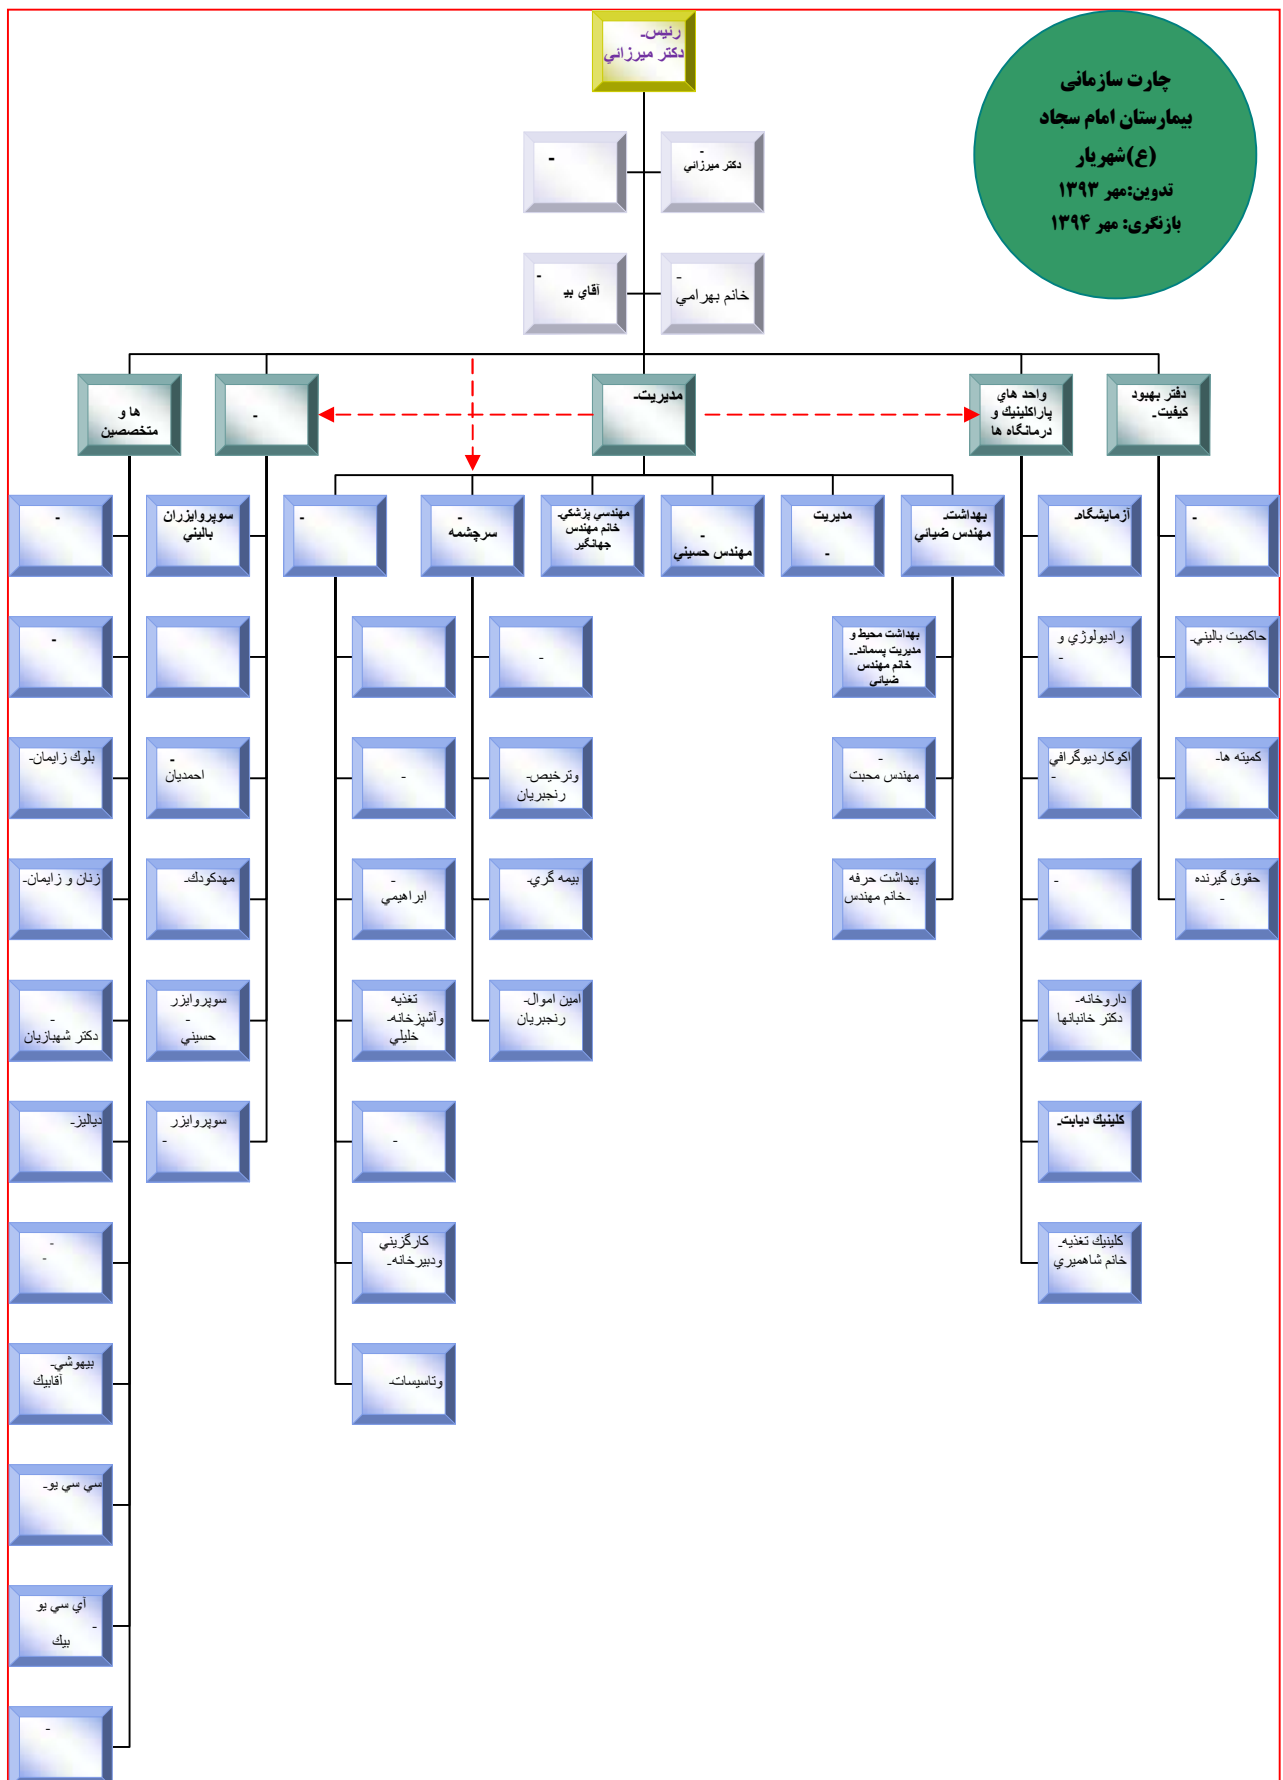 رئيس-
دكتر ميرزائي
چارت سازمانی
بیمارستان امام سجاد
(ع)شهریار
تدوین:مهر ۱۳۹۳
بازنگری: مهر ۱۳۹۴
-
دكتر ميرزائي
-
-
خانم بهرامي
-
آقاي بي
دفتر بهبود
كيفيت-
واحد هاي
پاراكلينيك و
درمانگاه ها
مديريت-
-
ها و
متخصصين
-
آزمايشگاه-
بهداشت-
مهندس ضيائي
مديريت
-
-
مهندس حسيني
مهندسي پزشكي-
خانم مهندس
جهانگير
-
سرچشمه
-
سوپروايزران
باليني
-
حاكميت باليني-
راديولوژي و
-
بهداشت محيط و
مديريت پسماند--
خانم مهندس
ضيائی
-
-
كميته ها-
اكوكارديوگرافي
-
-
مهندس محبت
وترخيص-
رنجبريان
-
-
احمديان
بلوك زايمان-
حقوق گيرنده
-
-
بهداشت حرفه
-خانم مهندس
بيمه گري-
-
ابراهيمي
مهدكودك-
زنان و زايمان-
داروخانه-
دكتر خانبانها
امين اموال-
رنجبريان
تغذيه
وآشپزخانه-
خليلي
سوپروايزر
-
حسيني
-
دكتر شهبازيان
كلينيك ديابت-
-
سوپروايزر
-
دياليز-
كلينيك تغذيه-
خانم شاهميري
كارگزيني
ودبيرخانه-
-
-
وتاسيسات-
بيهوشي-
آقابيك
سي سي يو-
آي سي يو
-
بيك
-